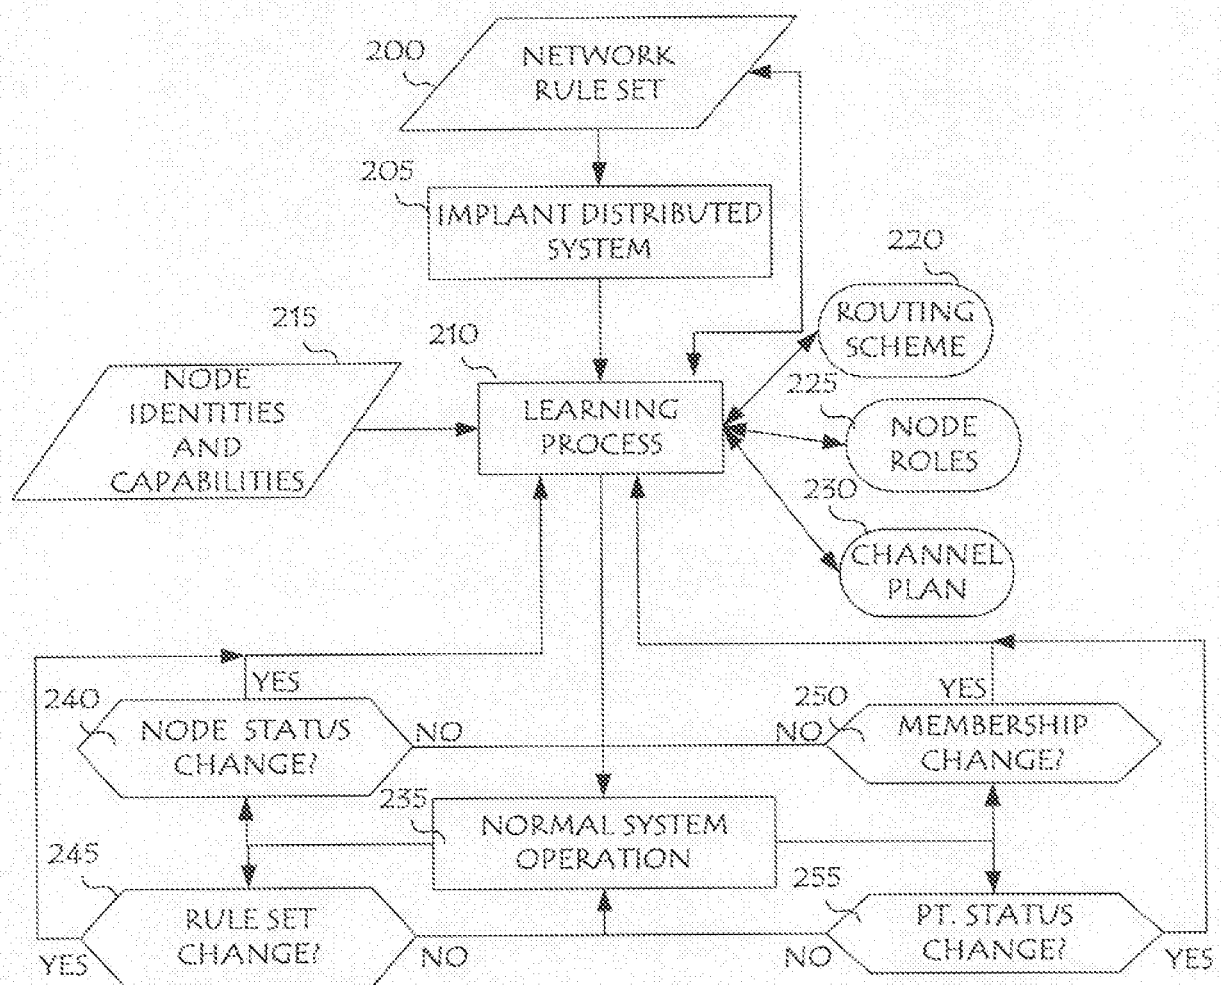 200
NETWORK
RULE SET
205
IMPLANT DISTRIBUTED
SYSTEM
220
ROUTING
SCHEME
215
210
NODE
IDENTITIES
AND
CAPABILITIES
LEARNING
PROCESS
225
NODE
ROLES
230
CHANNEL
PLAN
YES
YES
240
NODE STATUS
CHANGE?
NO
NO
250
MEMBERSHIP
CHANGE?
235
NORMAL SYSTEM
OPERATION
245
RULE SET
CHANGE?
YES
NO
255
PT. STATUS
CHANGE?
NO
YES